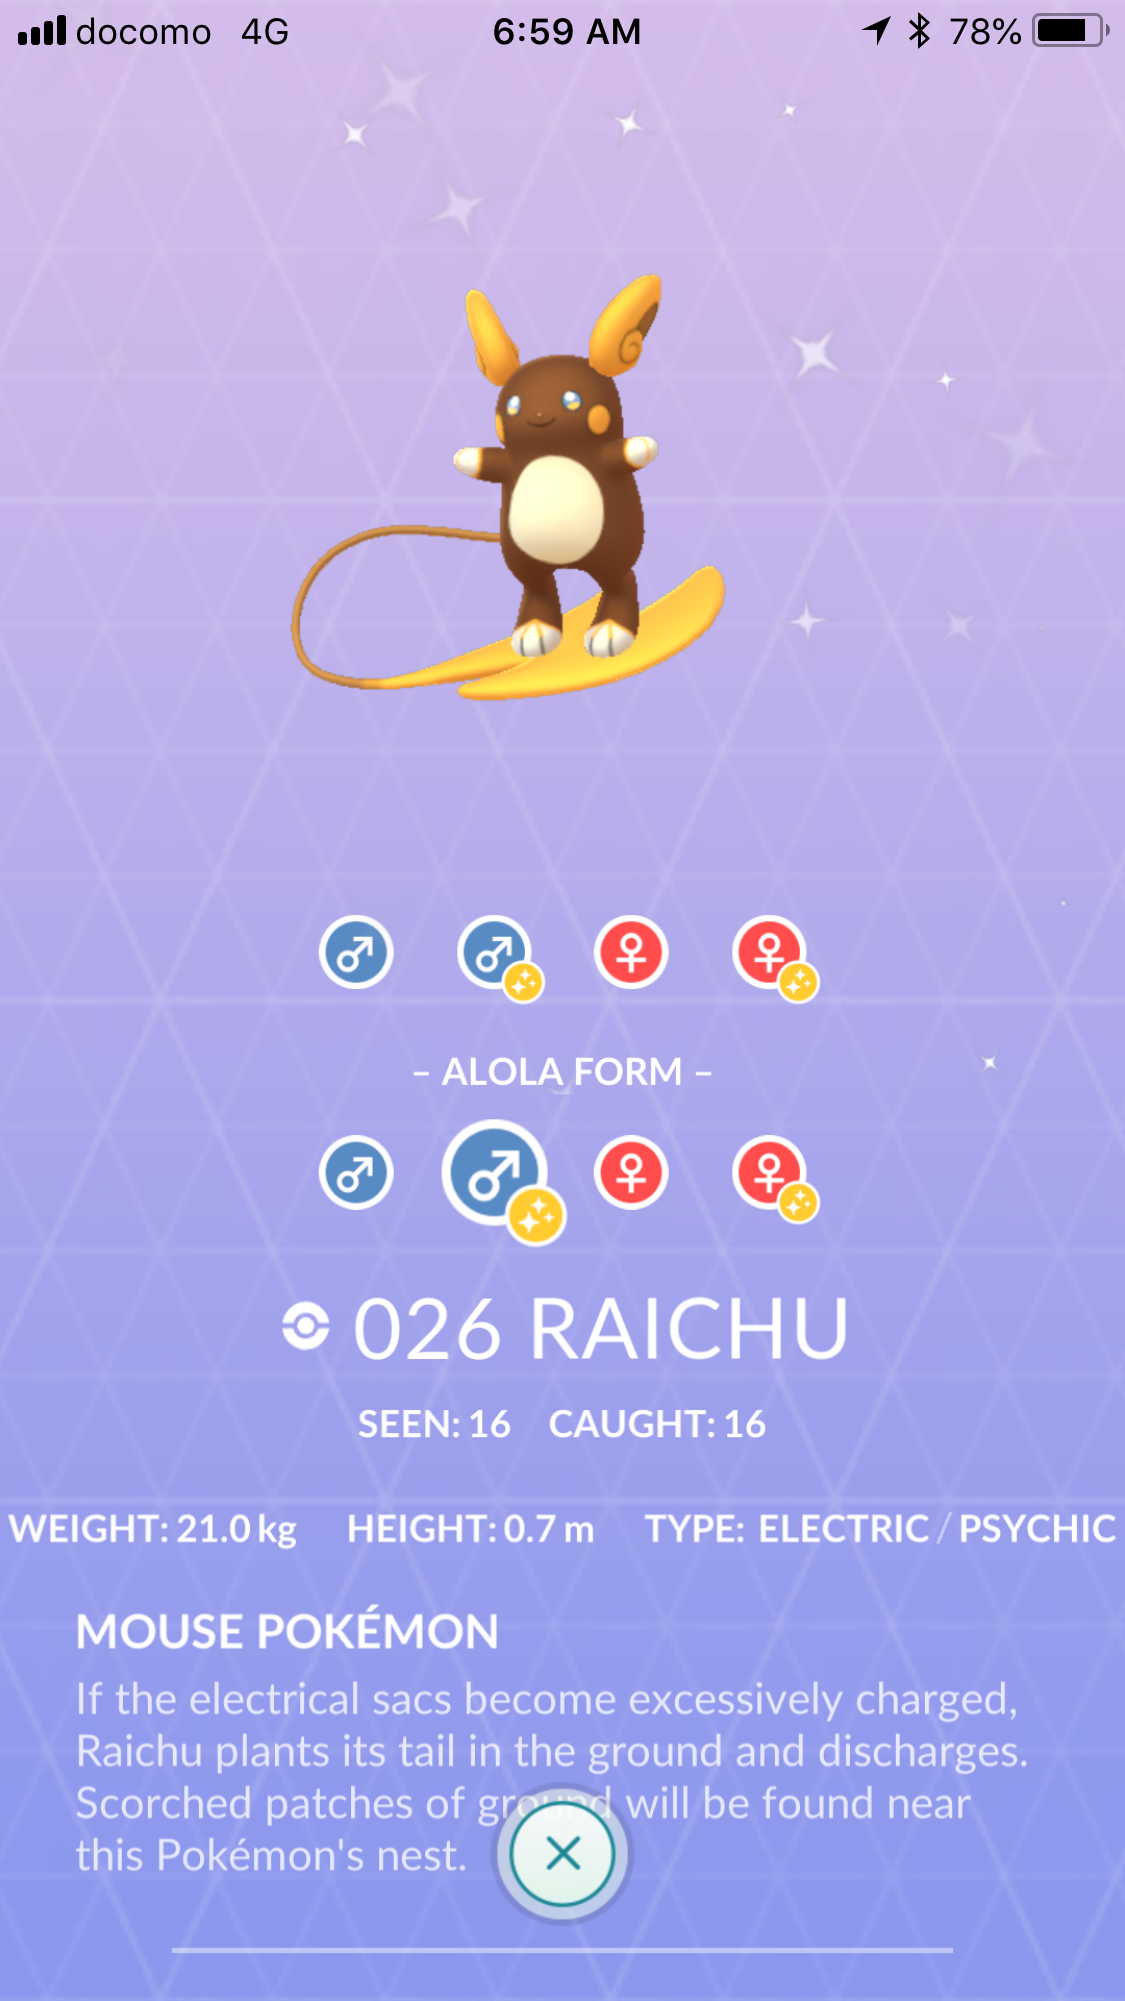 docomo 4G 6:59 AM 78%
– ALOLA FORM –
026 RAICHU
SEEN: 16 CAUGHT: 16
WEIGHT: 21.0 kg HEIGHT: 0.7 m TYPE: ELECTRIC / PSYCHIC
MOUSE POKÉMON
If the electrical sacs become excessively charged,
Raichu plants its tail in the ground and discharges.
Scorched patches of ground will be found near
this Pokémon's nest.